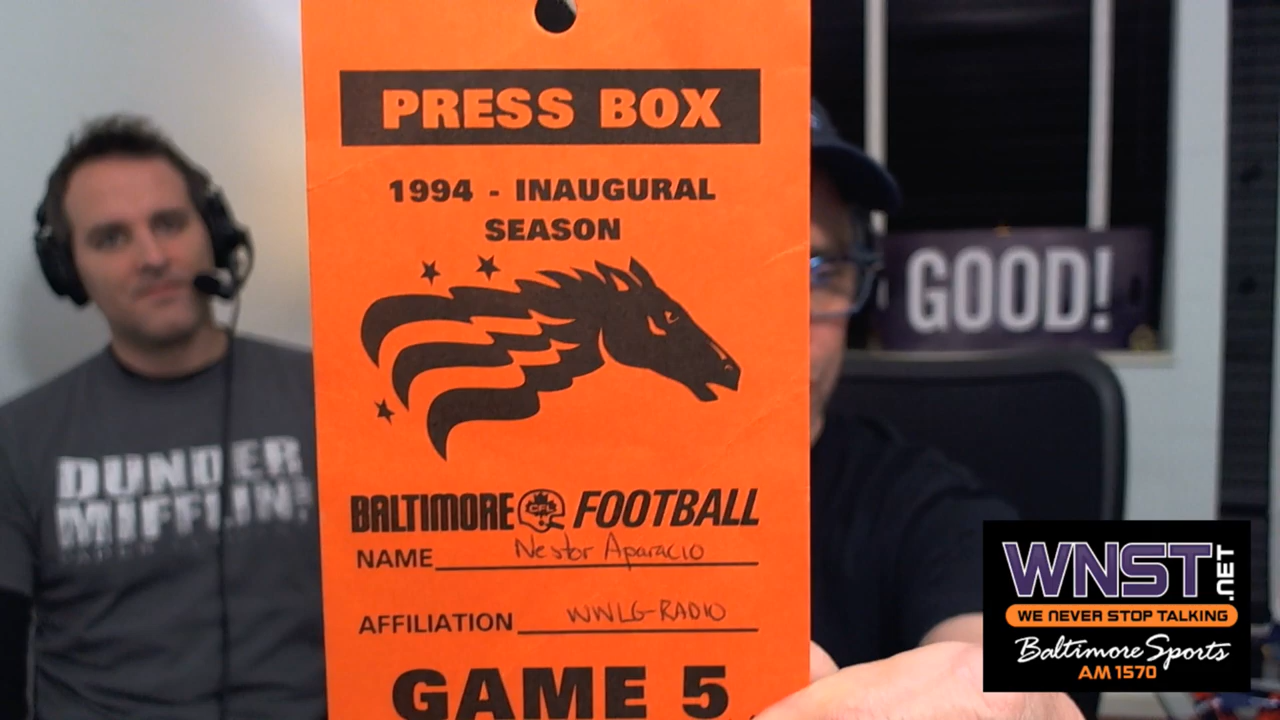 PRESS BOX
1994 - INAUGURAL
SEASON
BALTIMORE CFL FOOTBALL
NAME Nestor Aparacio
AFFILIATION WWLG-RADIO
GAME 5
DUNDER
MIFFLIN
GOOD!
WNST.NET
WE NEVER STOP TALKING
Baltimore Sports
AM 1570